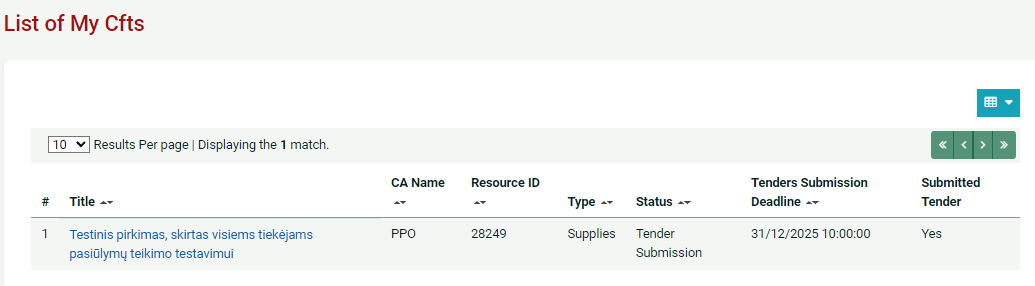 List of My Cfts
10 Results Per page | Displaying the 1 match.
« ‹ › »
# Title CA Name Resource ID Type Status Tenders Submission Deadline Submitted Tender
1 Testinis pirkimas, skirtas visiems tiekėjams PPO 28249 Supplies Tender 31/12/2025 10:00:00 Yes
pasiūlymų teikimo testavimui Submission